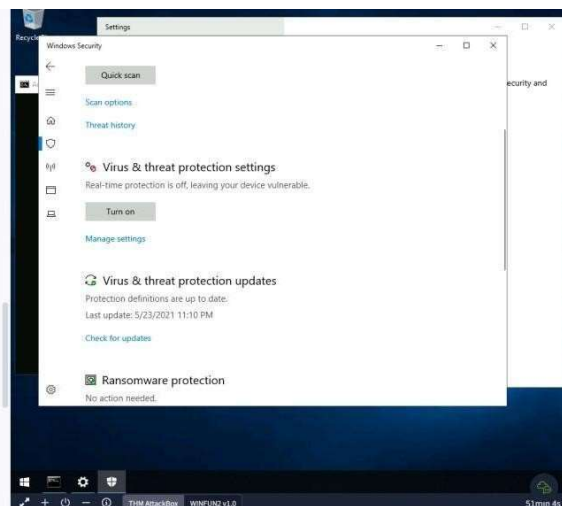 Recycle
Settings
Windows Security
ecurity and
Quick scan
Scan options
Threat history
Virus & threat protection settings
Real-time protection is off, leaving your device vulnerable.
Turn on
Manage settings
Virus & threat protection updates
Protection definitions are up to date.
Last update: 5/23/2021 11:10 PM
Check for updates
Ransomware protection
No action needed.
THM AttackBox
WINFUN2 v1.0
51min 4s